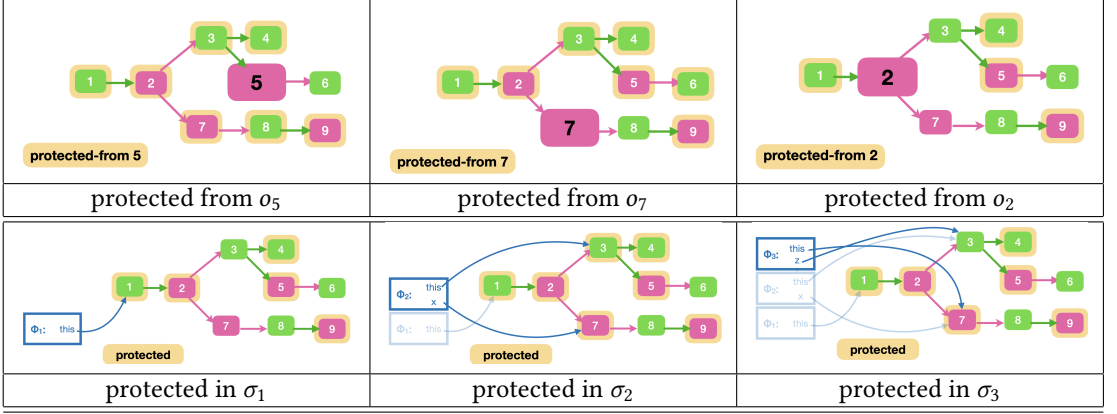 3 4
1 2 5 6
7 8 9
protected-from 5
protected from o₅
3 4
1 2 5 6
7 8 9
protected-from 7
protected from o₇
3 4
1 2 5 6
7 8 9
protected-from 2
protected from o₂
3 4
1 2 5 6
Φ₁: this 7 8 9
protected
protected in σ₁
3 4
Φ₂: this 1 2 5 6
x
Φ₁: this 7 8 9
protected
protected in σ₂
Φ₃: this 3 4
z
Φ₂: this 1 2 5 6
x
Φ₁: this 7 8 9
protected
protected in σ₃